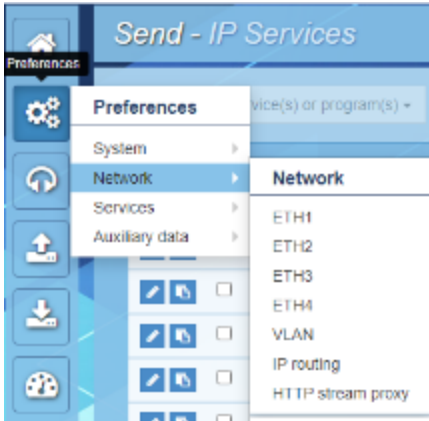 Send - IP Services
Preferences
Preferences
vice(s) or program(s)
System
Network
Services
Auxiliary data
Network
ETH1
ETH2
ETH3
ETH4
VLAN
IP routing
HTTP stream proxy